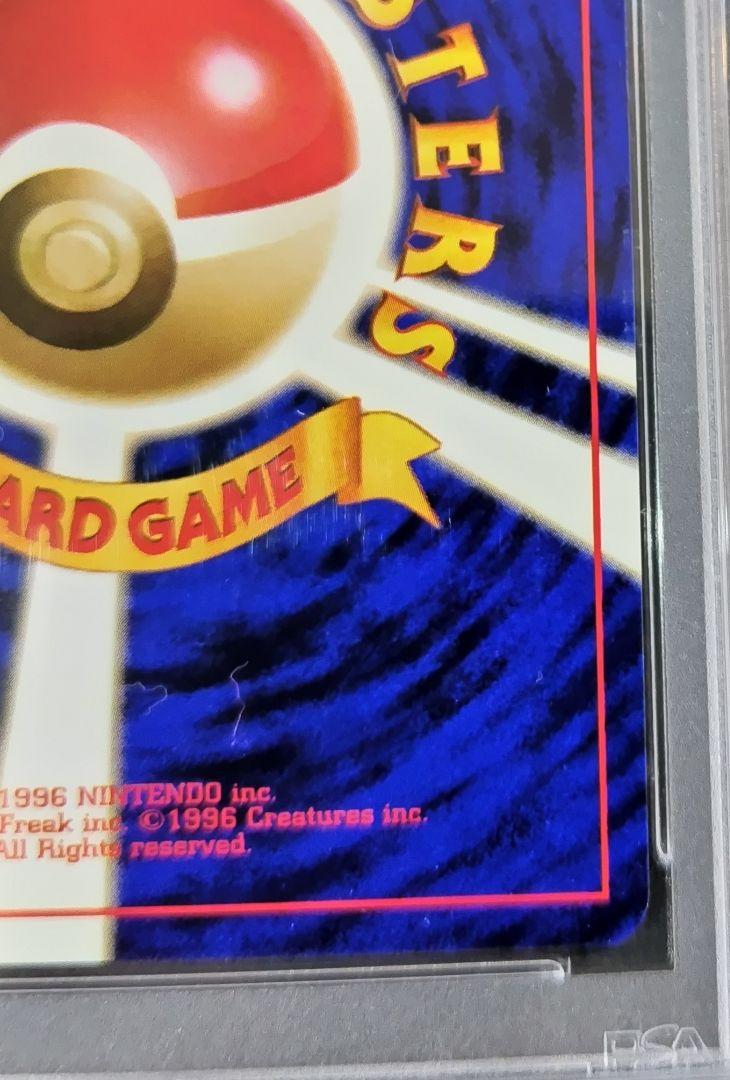 STERS
ARD GAME
1996 NINTENDO inc.
Freak inc. ©1996 Creatures inc.
All Rights reserved.
PSA